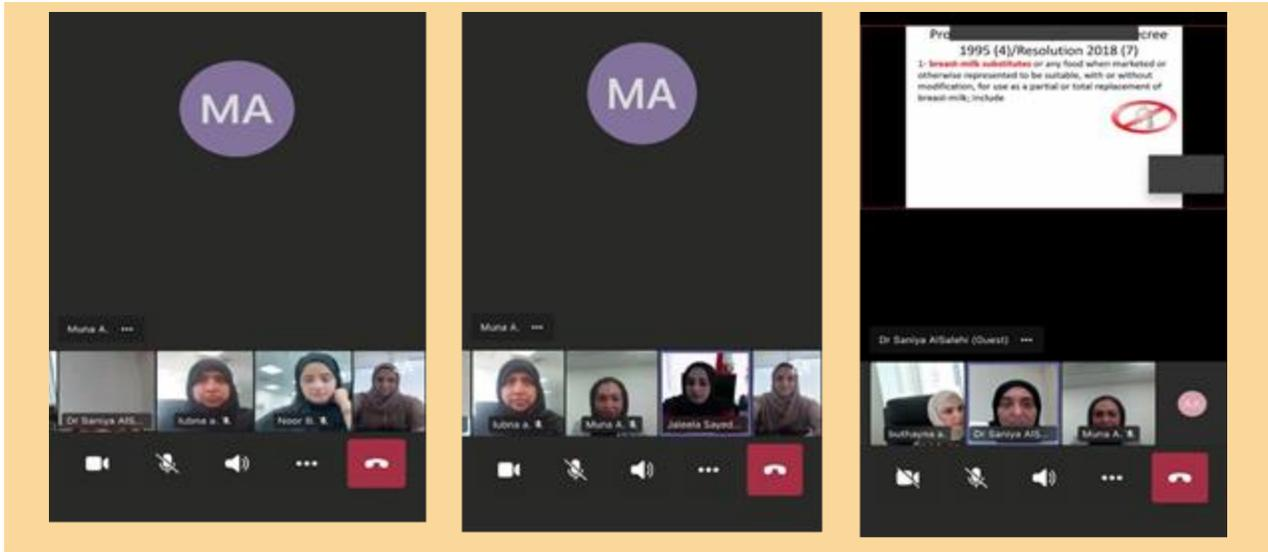 MA
Muna A. •••
Dr Saniya AlS...
lubna a.
Noor B.
MA
Muna A. •••
lubna a.
Muna A.
Jaleela Sayed...
Pro
cree
1995 (4)/Resolution 2018 (7)
1- breast-milk substitutes or any food when marketed or
otherwise represented to be suitable, with or without
modification, for use as a partial or total replacement of
breast-milk; include
Dr Saniya AlSalehi (Guest) •••
buthayna a.
Dr Saniya AlS...
Muna A.